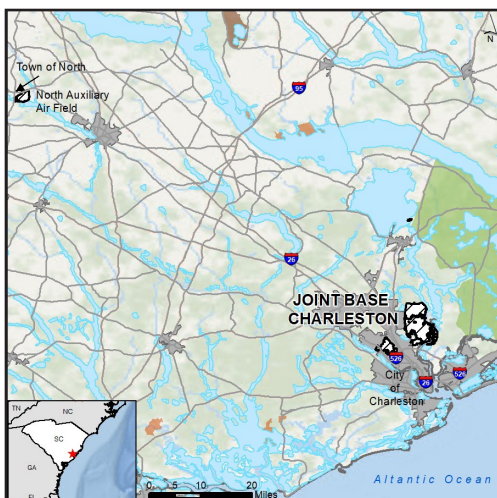 N
Town of North
North Auxiliary
Air Field
95
26
JOINT BASE
CHARLESTON
526
City
of
Charleston
26
526
TN
NC
SC
GA
FL
0 5 10 20
Miles
Altantic Ocean